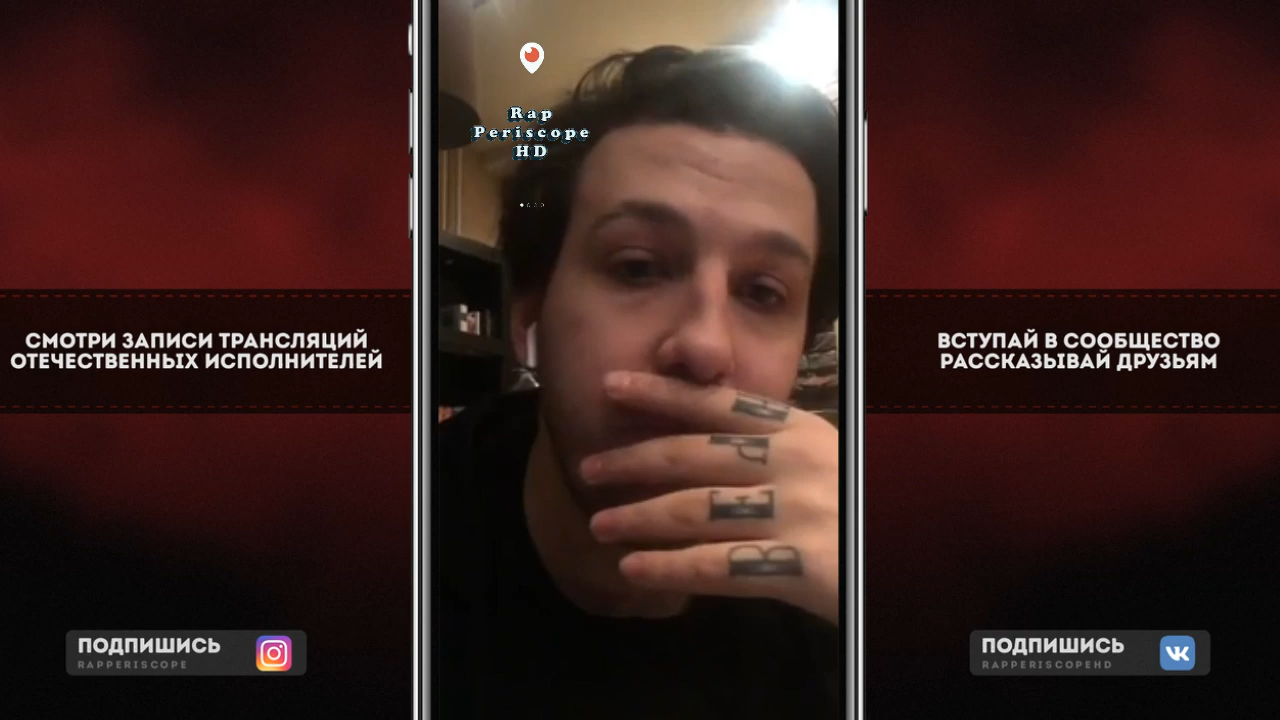 Rap
Periscope
HD
СМОТРИ ЗАПИСИ ТРАНСЛЯЦИЙ
ОТЕЧЕСТВЕННЫХ ИСПОЛНИТЕЛЕЙ
ВСТУПАЙ В СООБЩЕСТВО
РАССКАЗЫВАЙ ДРУЗЬЯМ
ПОДПИШИСЬ
RAPPERISCOPE
ПОДПИШИСЬ
RAPPERISCOPEHD